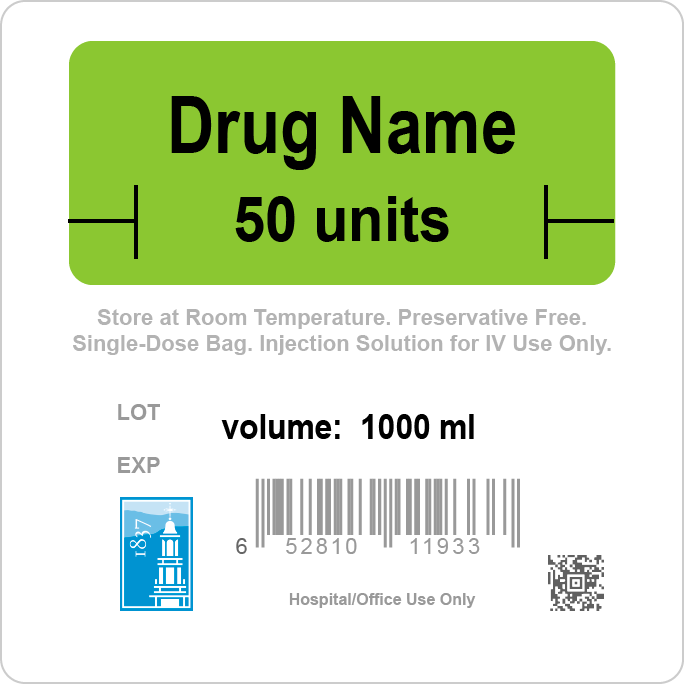 Drug Name
50 units
Store at Room Temperature. Preservative Free.
Single-Dose Bag. Injection Solution for IV Use Only.
LOT
volume: 1000 ml
EXP
1837
6 52810 11933
Hospital/Office Use Only